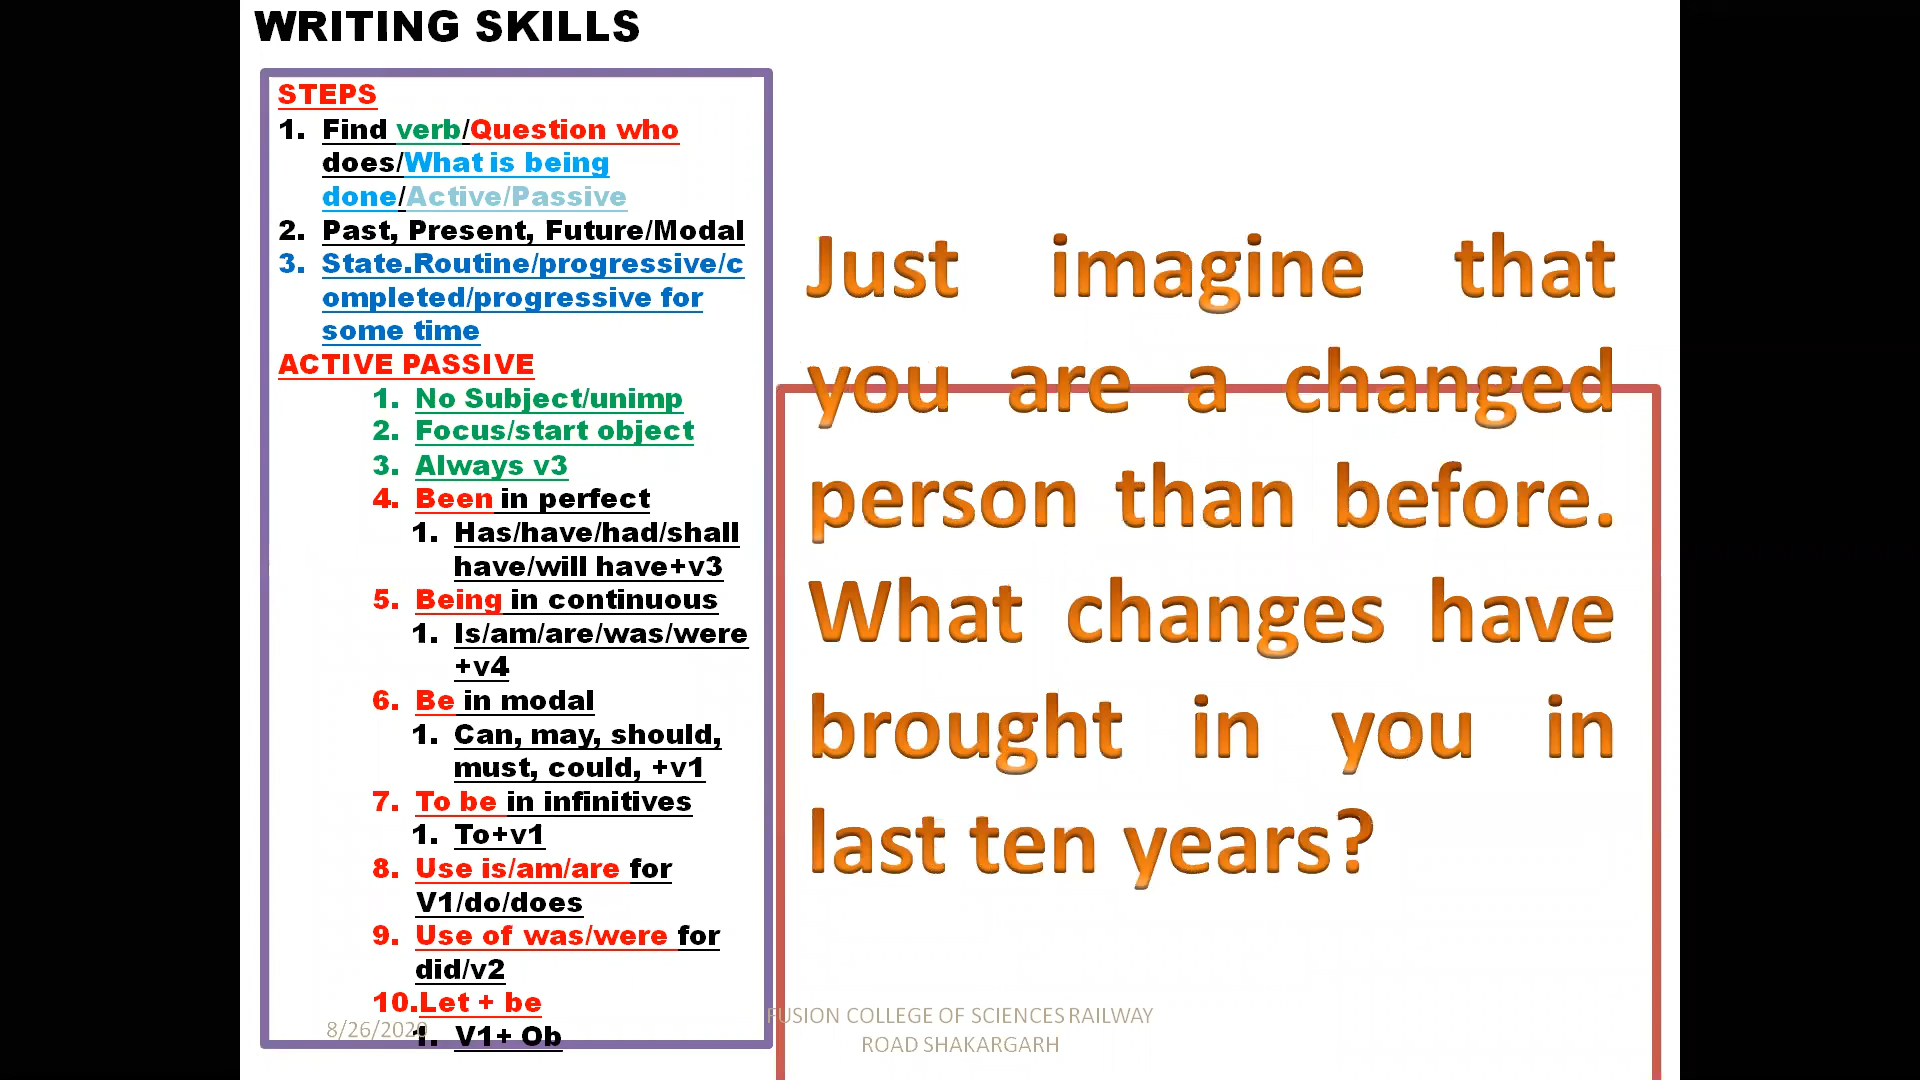 WRITING SKILLS
STEPS
1. Find verb/Question who
does/What is being
done/Active/Passive
2. Past, Present, Future/Modal
3. State.Routine/progressive/c
ompleted/progressive for
some time
ACTIVE PASSIVE
1. No Subject/unimp
2. Focus/start object
3. Always v3
4. Been in perfect
1. Has/have/had/shall
have/will have+v3
5. Being in continuous
1. Is/am/are/was/were
+v4
6. Be in modal
1. Can, may, should,
must, could, +v1
7. To be in infinitives
1. To+v1
8. Use is/am/are for
V1/do/does
9. Use of was/were for
did/v2
10.Let + be
1. V1+ Ob
Just imagine that
you are a changed
person than before.
What changes have
brought in you in
last ten years?
8/26/2020
FUSION COLLEGE OF SCIENCES RAILWAY
ROAD SHAKARGARH